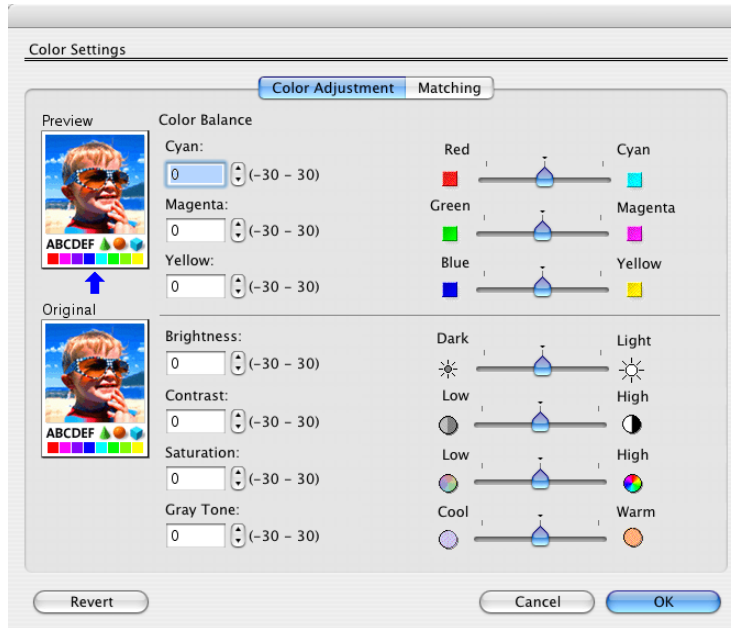 Color Settings
Color Adjustment Matching
Preview
ABCDEF
Original
ABCDEF
Color Balance
Cyan:
0 (-30 – 30)
Red Cyan
Magenta:
0 (-30 – 30)
Green Magenta
Yellow:
0 (-30 – 30)
Blue Yellow
Brightness:
0 (-30 – 30)
Dark Light
Contrast:
0 (-30 – 30)
Low High
Saturation:
0 (-30 – 30)
Low High
Gray Tone:
0 (-30 – 30)
Cool Warm
Revert Cancel OK